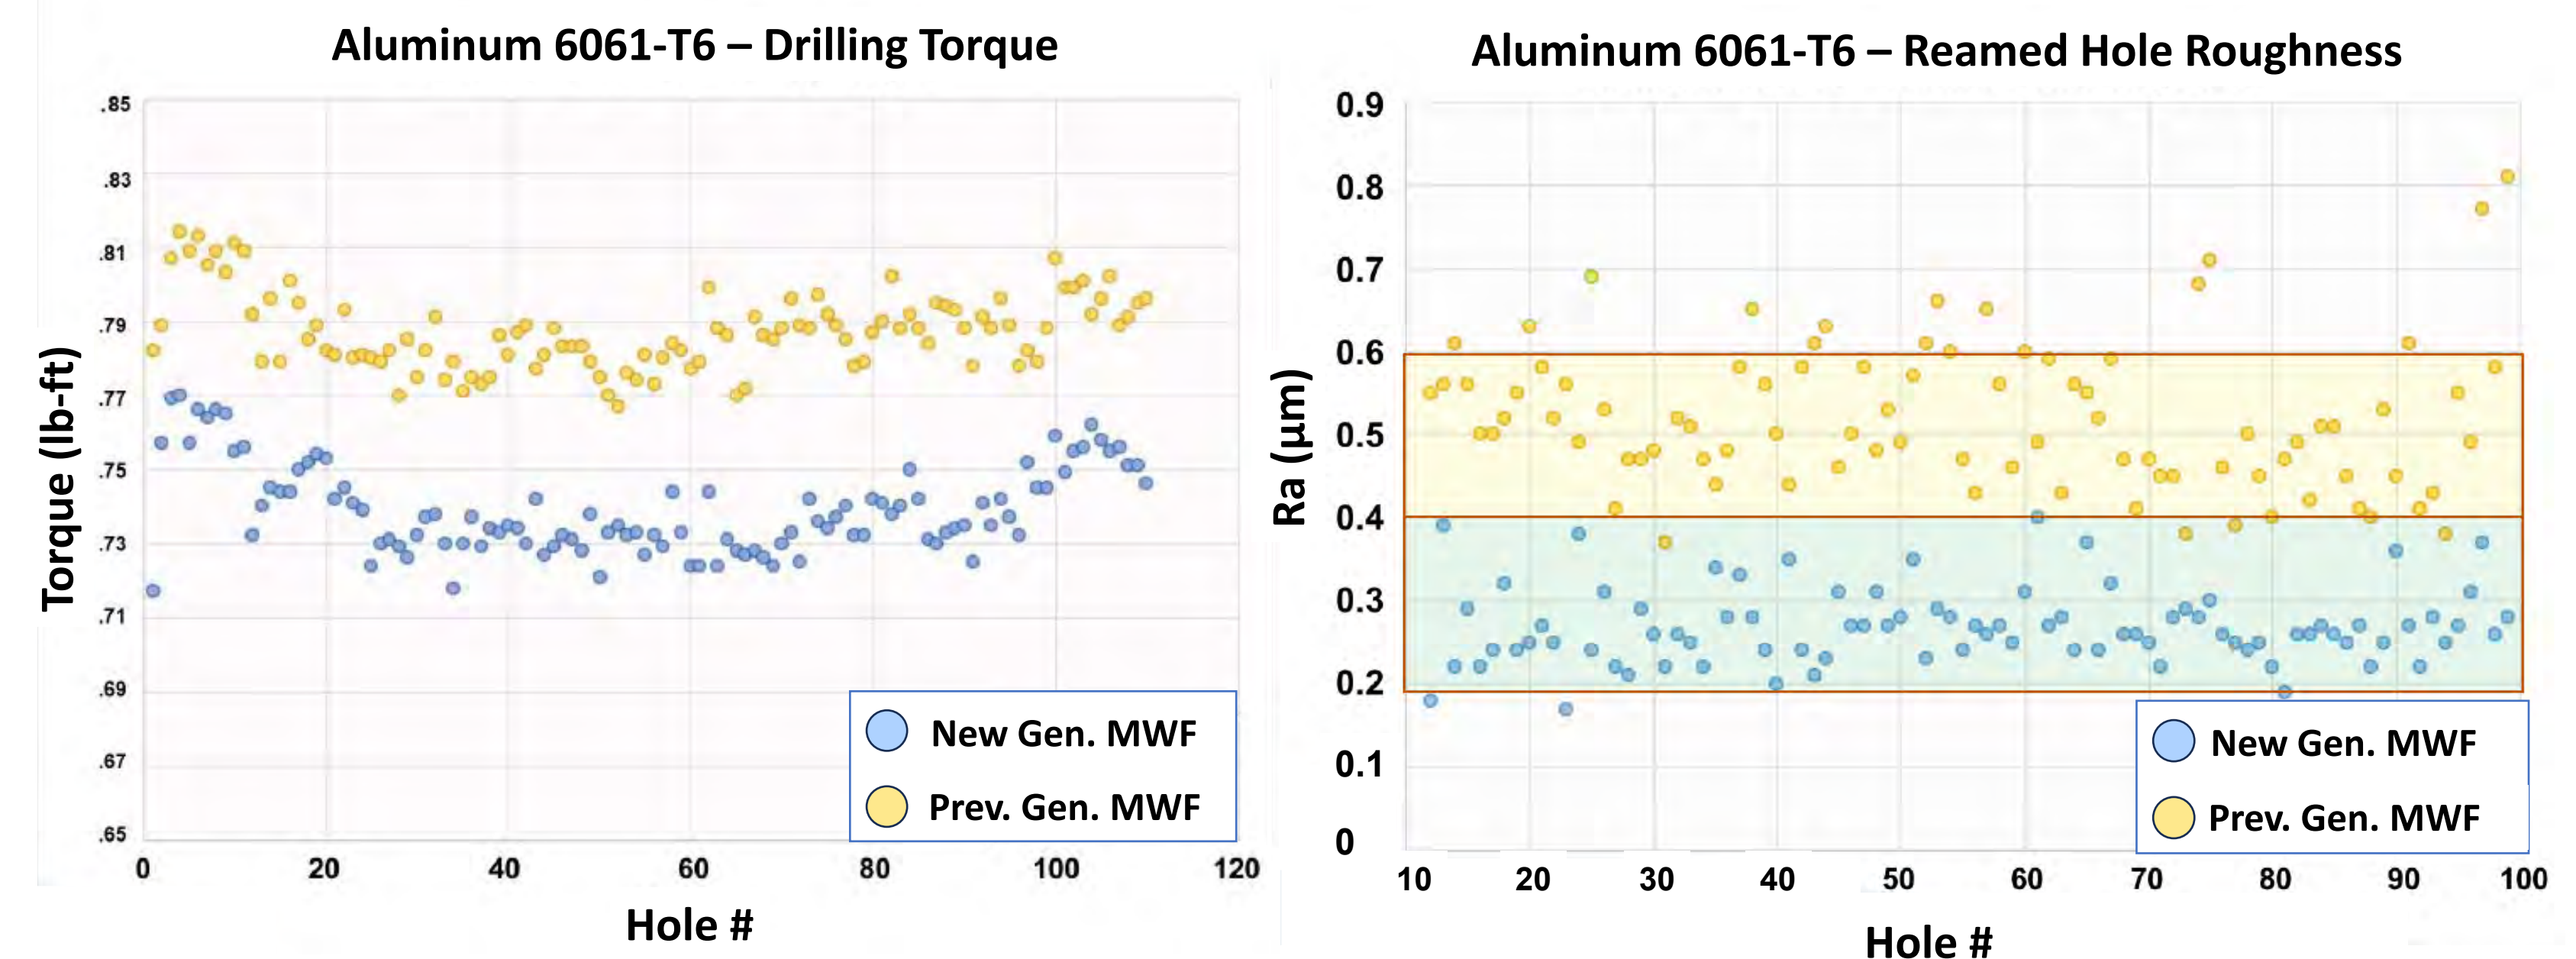 Aluminum 6061-T6 – Drilling Torque
.85
.83
.81
.79
.77
.75
.73
.71
.69
.67
.65
Torque (lb-ft)
0 20 40 60 80 100 120
Hole #
New Gen. MWF
Prev. Gen. MWF
Aluminum 6061-T6 – Reamed Hole Roughness
0.9
0.8
0.7
0.6
0.5
0.4
0.3
0.2
0.1
0
Ra (µm)
10 20 30 40 50 60 70 80 90 100
Hole #
New Gen. MWF
Prev. Gen. MWF